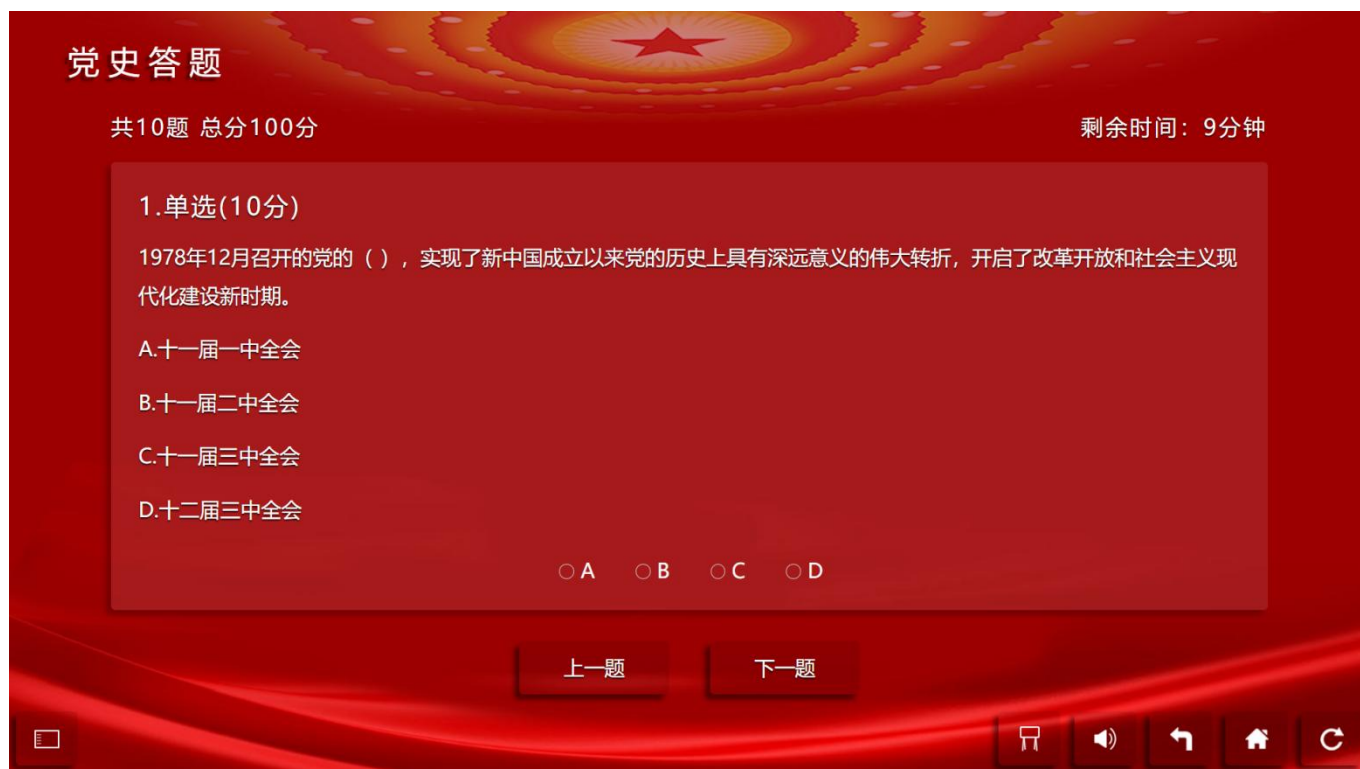 党史答题
共10题 总分100分
剩余时间：9分钟
1.单选(10分)
1978年12月召开的党的（ ），实现了新中国成立以来党的历史上具有深远意义的伟大转折，开启了改革开放和社会主义现
代化建设新时期。
A.十一届一中全会
B.十一届二中全会
C.十一届三中全会
D.十二届三中全会
A B C D
上一题 下一题